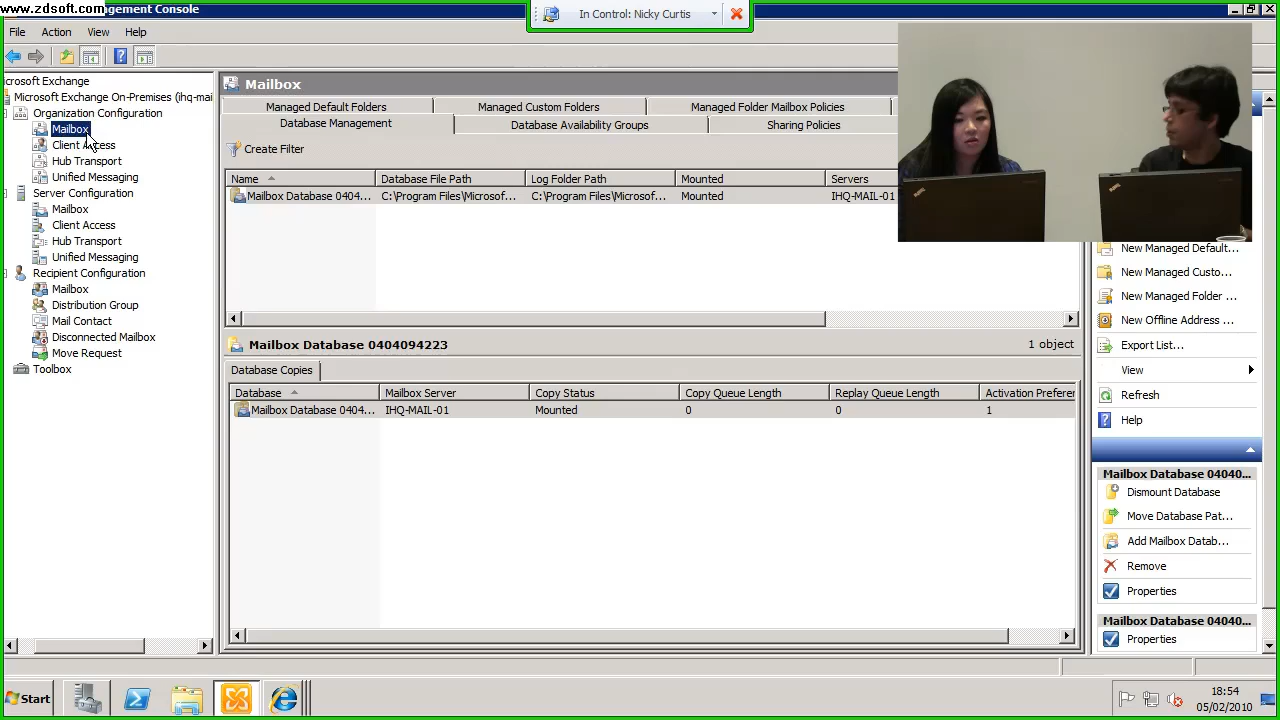 www.zdsoft.com
agement Console
In Control: Nicky Curtis
File Action View Help
icrosoft Exchange
Microsoft Exchange On-Premises (ihq-mai
Organization Configuration
Mailbox
Client Access
Hub Transport
Unified Messaging
Server Configuration
Mailbox
Client Access
Hub Transport
Unified Messaging
Recipient Configuration
Mailbox
Distribution Group
Mail Contact
Disconnected Mailbox
Move Request
Toolbox
Mailbox
Managed Default Folders Managed Custom Folders Managed Folder Mailbox Policies
Database Management Database Availability Groups Sharing Policies
Create Filter
Name Database File Path Log Folder Path Mounted Servers
Mailbox Database 0404... C:\Program Files\Microsof... C:\Program Files\Microsof... Mounted IHQ-MAIL-01
Mailbox Database 0404094223 1 object
Database Copies
Database Mailbox Server Copy Status Copy Queue Length Replay Queue Length Activation Preferer
Mailbox Database 0404... IHQ-MAIL-01 Mounted 0 0 1
New Managed Default...
New Managed Custo...
New Managed Folder ...
New Offline Address ...
Export List...
View
Refresh
Help
Mailbox Database 04040...
Dismount Database
Move Database Pat...
Add Mailbox Datab...
Remove
Properties
Mailbox Database 04040...
Properties
Start
18:54
05/02/2010